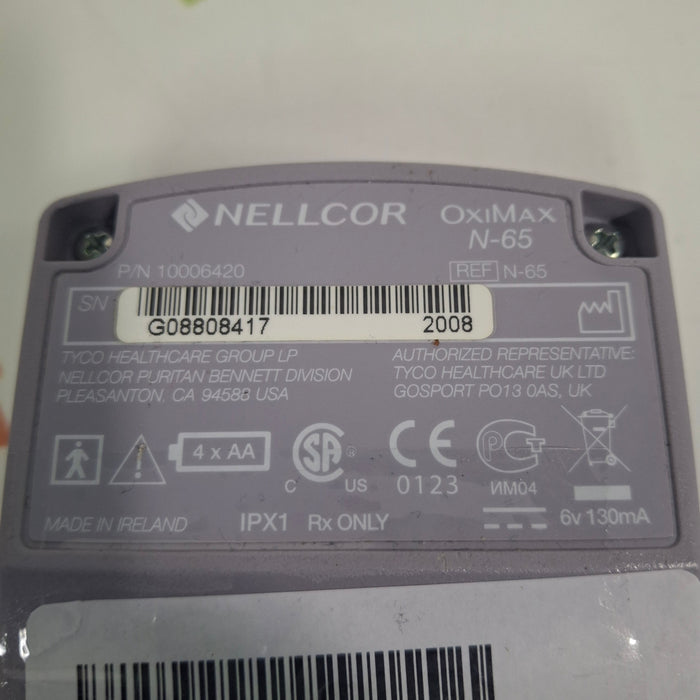 NELLCOR OXIMAX
N-65
P/N 10006420 REF N-65
SN G08808417 2008
TYCO HEALTHCARE GROUP LP
NELLCOR PURITAN BENNETT DIVISION
PLEASANTON, CA 94588 USA
AUTHORIZED REPRESENTATIVE:
TYCO HEALTHCARE UK LTD
GOSPORT PO13 0AS, UK
4 x AA
SA
C US
CE
0123
ИМ04
MADE IN IRELAND IPX1 Rx ONLY 6v 130mA